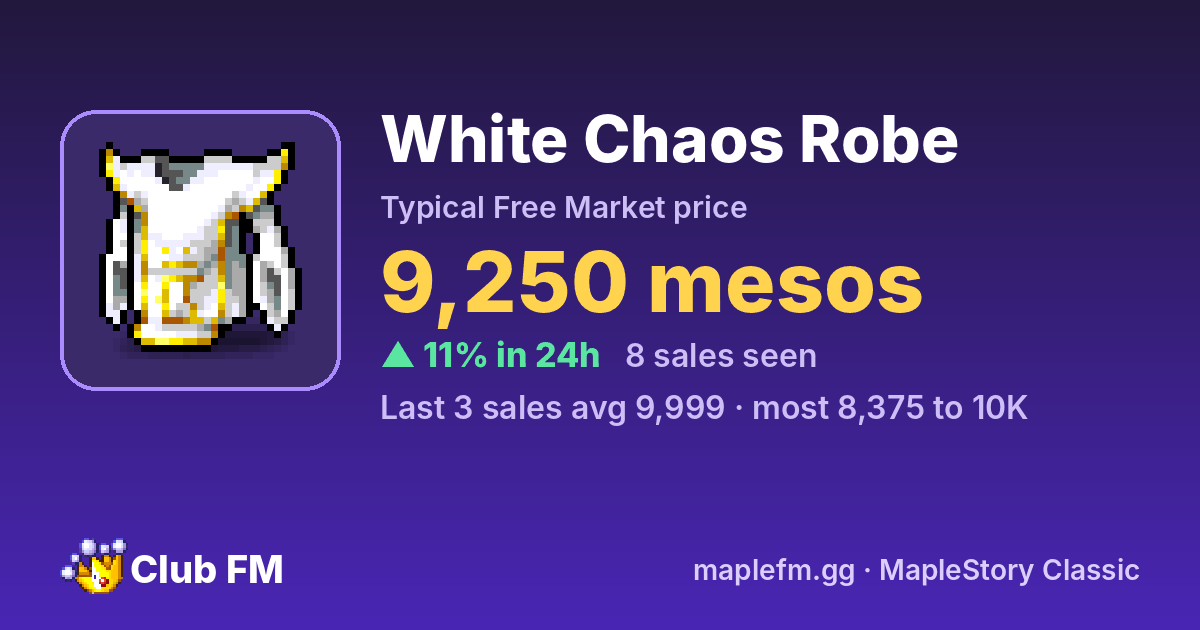 White Chaos Robe
Typical Free Market price
9,250 mesos
▲ 11% in 24h 8 sales seen
Last 3 sales avg 9,999 · most 8,375 to 10K
Club FM
maplefm.gg · MapleStory Classic